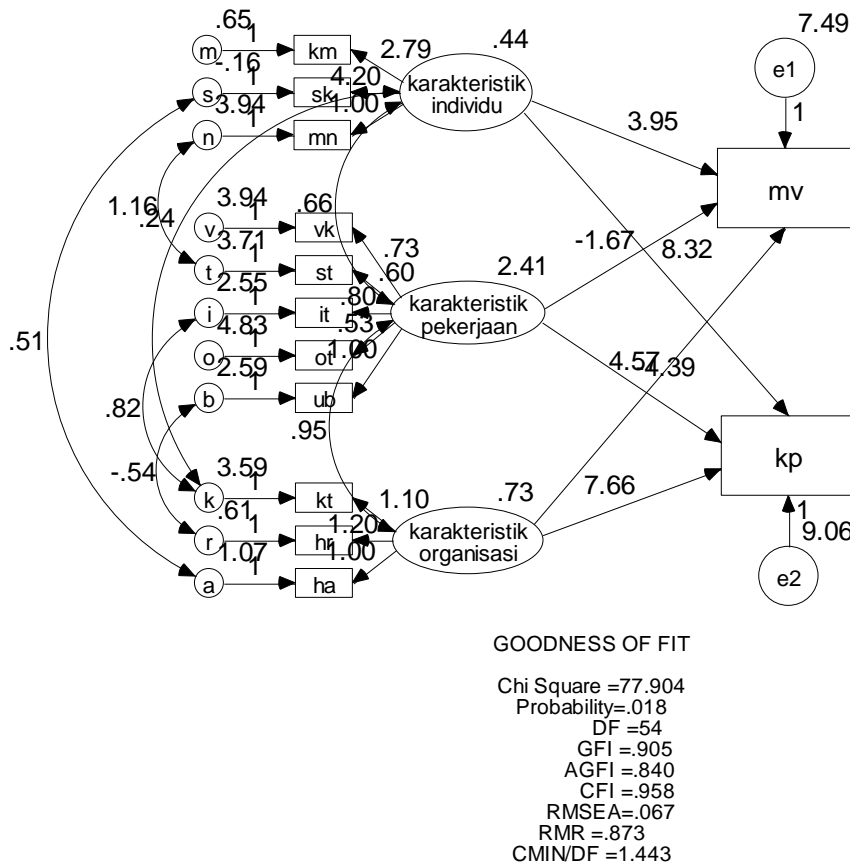 .65
1
m
km
2.79
.44
7.49
e1
-.16
1
s
sk
4.20
karakteristik
individu
3.94
1
n
mn
1.00
3.95
1
mv
1.16
.24
3.94
1
v
vk
.66
.73
-1.67
8.32
3.71
1
t
st
.60
2.41
2.55
1
i
it
.80
karakteristik
pekerjaan
.51
4.83
1
o
ot
.53
2.59
1
b
ub
1.00
4.57
-4.39
.82
.95
-.54
3.59
1
k
kt
1.10
.73
7.66
kp
.61
1
r
hr
1.20
karakteristik
organisasi
1
9.06
1.07
1
a
ha
1.00
e2
GOODNESS OF FIT
Chi Square =77.904
Probability=.018
DF =54
GFI =.905
AGFI =.840
CFI =.958
RMSEA=.067
RMR =.873
CMIN/DF =1.443